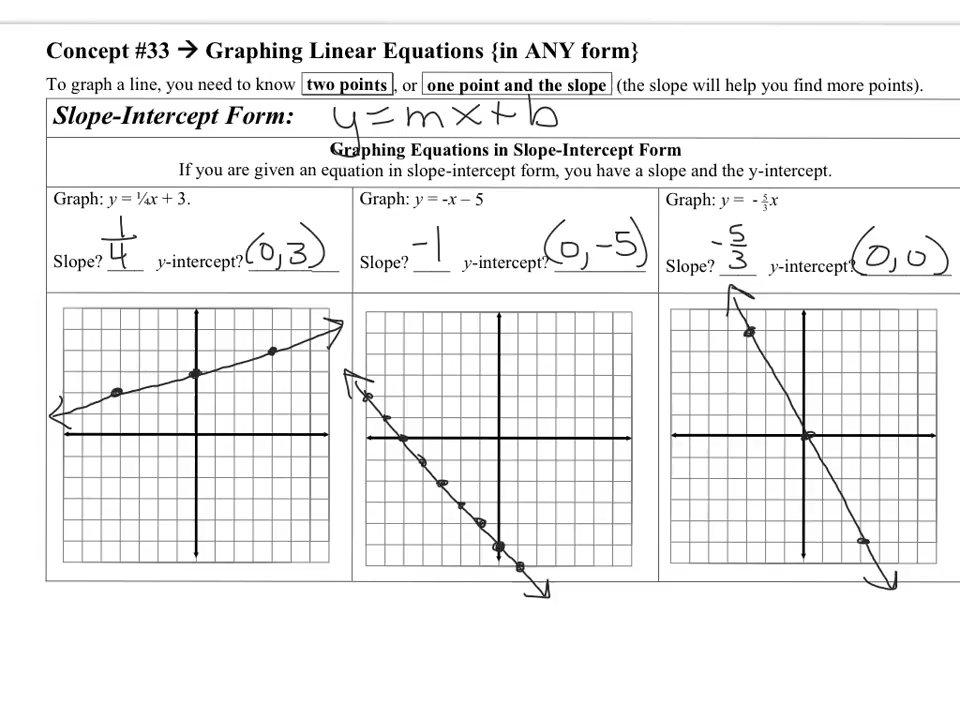 Concept #33 → Graphing Linear Equations {in ANY form}
To graph a line, you need to know two points, or one point and the slope (the slope will help you find more points).
Slope-Intercept Form: y=mx+b
Graphing Equations in Slope-Intercept Form
If you are given an equation in slope-intercept form, you have a slope and the y-intercept.
Graph: y = ¼x + 3.
Slope? 1/4 y-intercept? (0,3)
Graph: y = -x – 5
Slope? -1 y-intercept? (0,-5)
Graph: y = - 5/3 x
Slope? -5/3 y-intercept? (0,0)